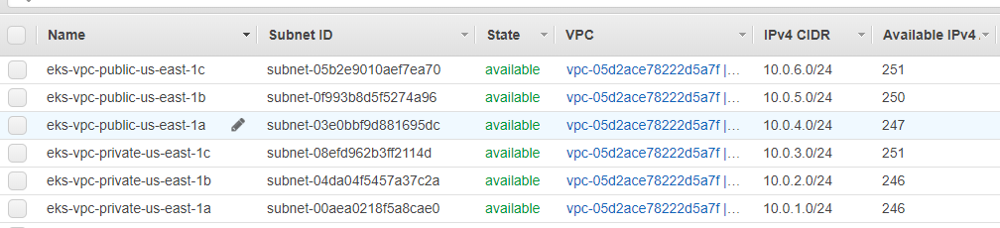 Name Subnet ID State VPC IPv4 CIDR Available IPv4
eks-vpc-public-us-east-1c subnet-05b2e9010aef7ea70 available vpc-05d2ace78222d5a7f |... 10.0.6.0/24 251
eks-vpc-public-us-east-1b subnet-0f993b8d5f5274a96 available vpc-05d2ace78222d5a7f |... 10.0.5.0/24 250
eks-vpc-public-us-east-1a subnet-03e0bbf9d881695dc available vpc-05d2ace78222d5a7f |... 10.0.4.0/24 247
eks-vpc-private-us-east-1c subnet-08efd962b3ff2114d available vpc-05d2ace78222d5a7f |... 10.0.3.0/24 251
eks-vpc-private-us-east-1b subnet-04da04f5457a37c2a available vpc-05d2ace78222d5a7f |... 10.0.2.0/24 246
eks-vpc-private-us-east-1a subnet-00aea0218f5a8cae0 available vpc-05d2ace78222d5a7f |... 10.0.1.0/24 246